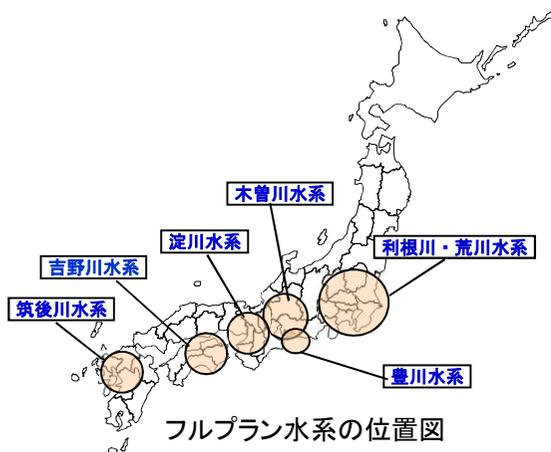 木曽川水系
淀川水系
利根川・荒川水系
吉野川水系
筑後川水系
豊川水系
フルプラン水系の位置図